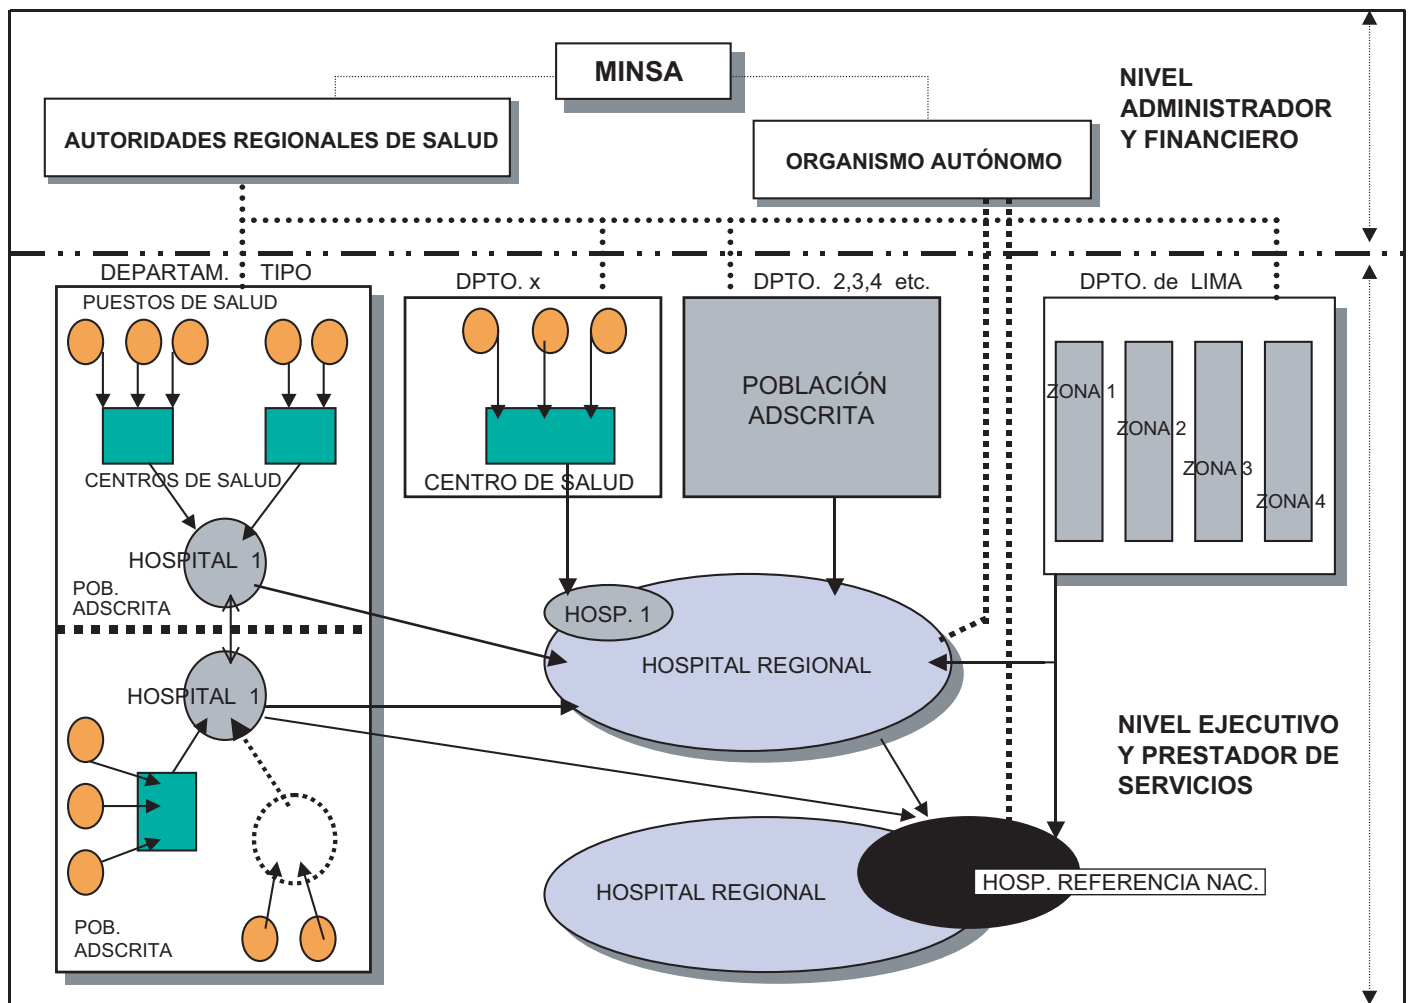 MINSA
NIVEL
ADMINISTRADOR
Y FINANCIERO
AUTORIDADES REGIONALES DE SALUD
ORGANISMO AUTÓNOMO
DEPARTAM. TIPO
DPTO. x
DPTO. 2,3,4 etc.
DPTO. de LIMA
PUESTOS DE SALUD
POBLACIÓN
ADSCRITA
ZONA 1
ZONA 2
ZONA 3
ZONA 4
CENTROS DE SALUD
CENTRO DE SALUD
HOSPITAL 1
POB.
ADSCRITA
HOSP. 1
HOSPITAL REGIONAL
HOSPITAL 1
NIVEL EJECUTIVO
Y PRESTADOR DE
SERVICIOS
HOSPITAL REGIONAL
HOSP. REFERENCIA NAC.
POB.
ADSCRITA